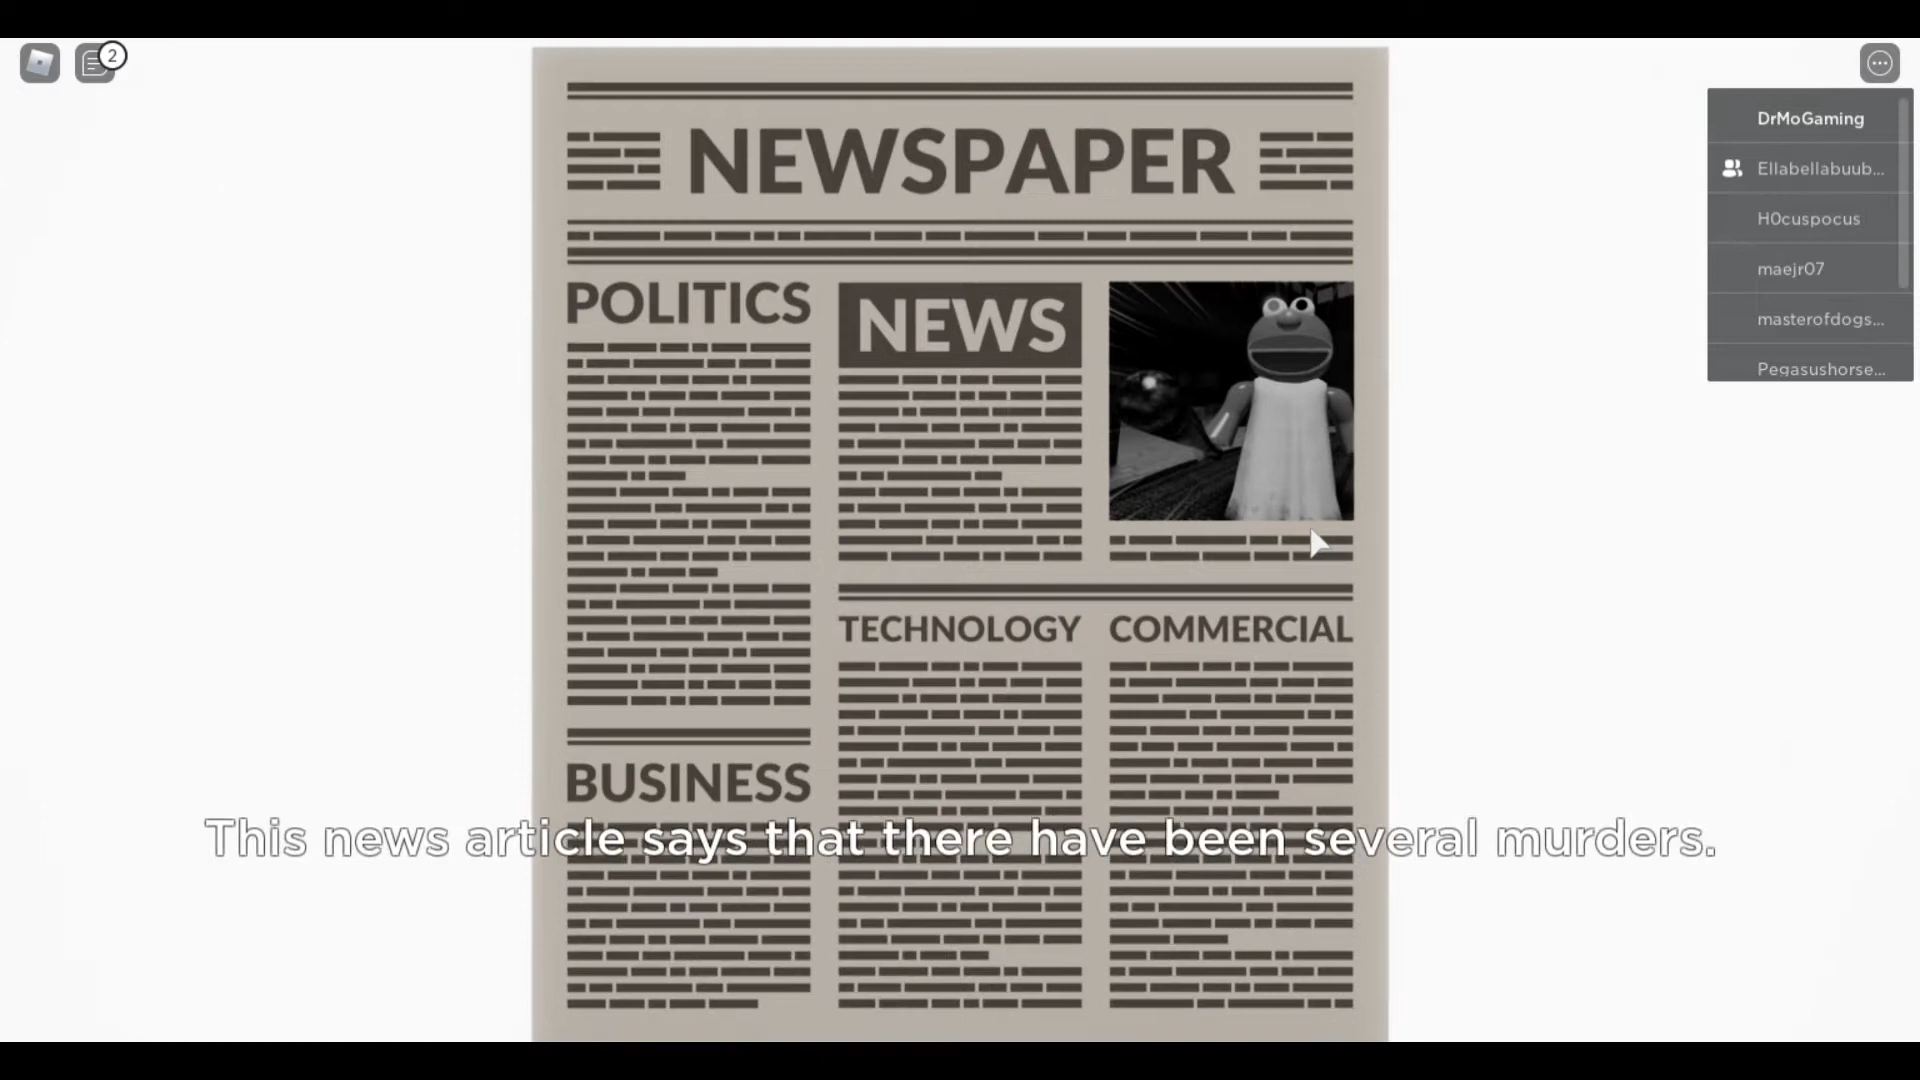 2
DrMoGaming
Ellabellabuub...
H0cuspocus
maejr07
masterofdogs...
Pegasushorse...
NEWSPAPER
POLITICS
NEWS
TECHNOLOGY
COMMERCIAL
BUSINESS
This news article says that there have been several murders.